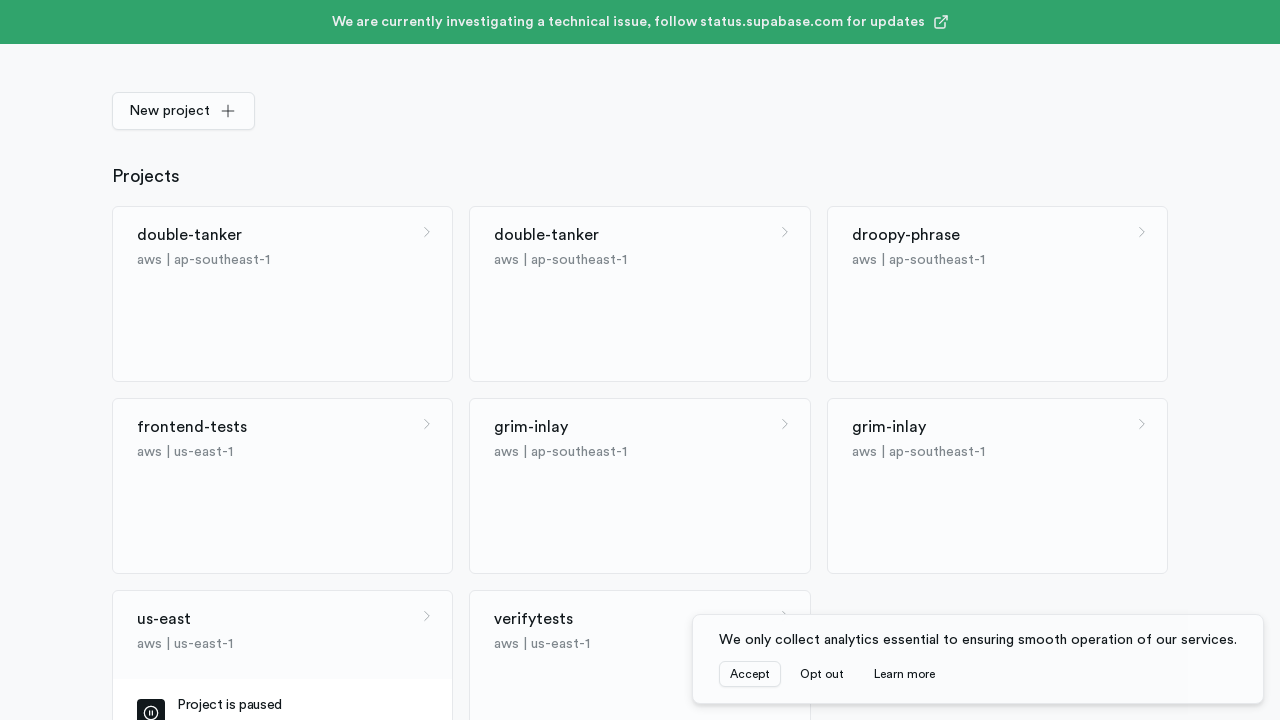 We are currently investigating a technical issue, follow status.supabase.com for updates
New project
Projects
double-tanker
aws | ap-southeast-1
double-tanker
aws | ap-southeast-1
droopy-phrase
aws | ap-southeast-1
frontend-tests
aws | us-east-1
grim-inlay
aws | ap-southeast-1
grim-inlay
aws | ap-southeast-1
us-east
aws | us-east-1
Project is paused
verifytests
aws | us-east-1
We only collect analytics essential to ensuring smooth operation of our services.
Accept Opt out Learn more